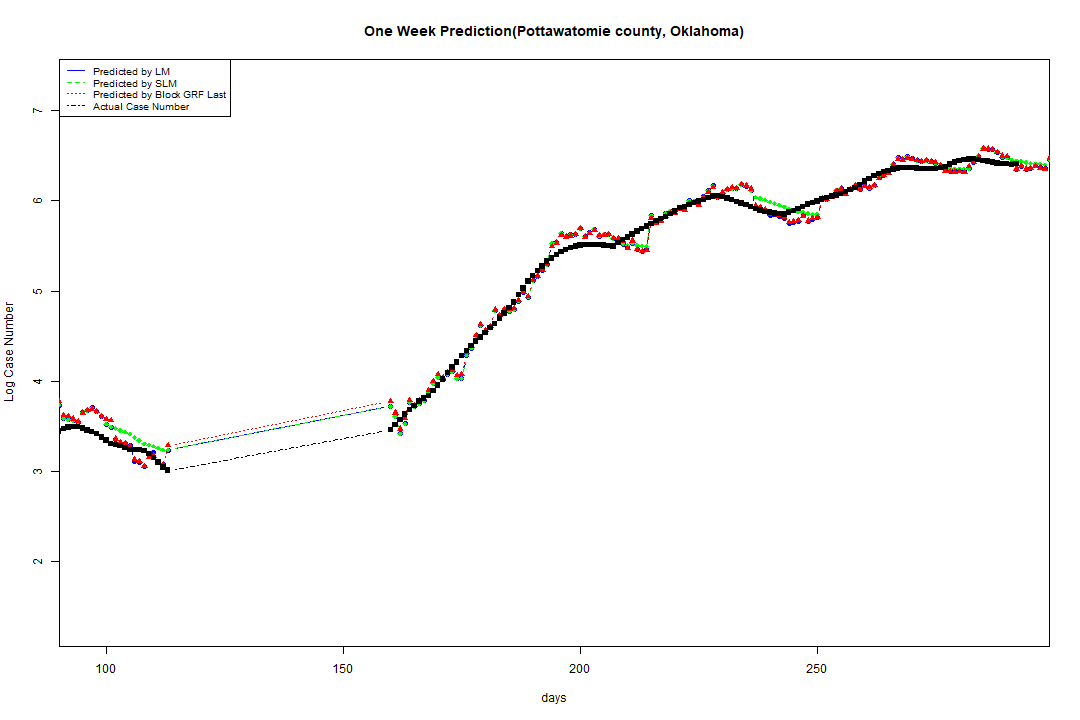 One Week Prediction(Pottawatomie county, Oklahoma)
Predicted by LM
Predicted by SLM
Predicted by Block GRF Last
Actual Case Number
7
6
5
4
3
2
Log Case Number
100 150 200 250
days